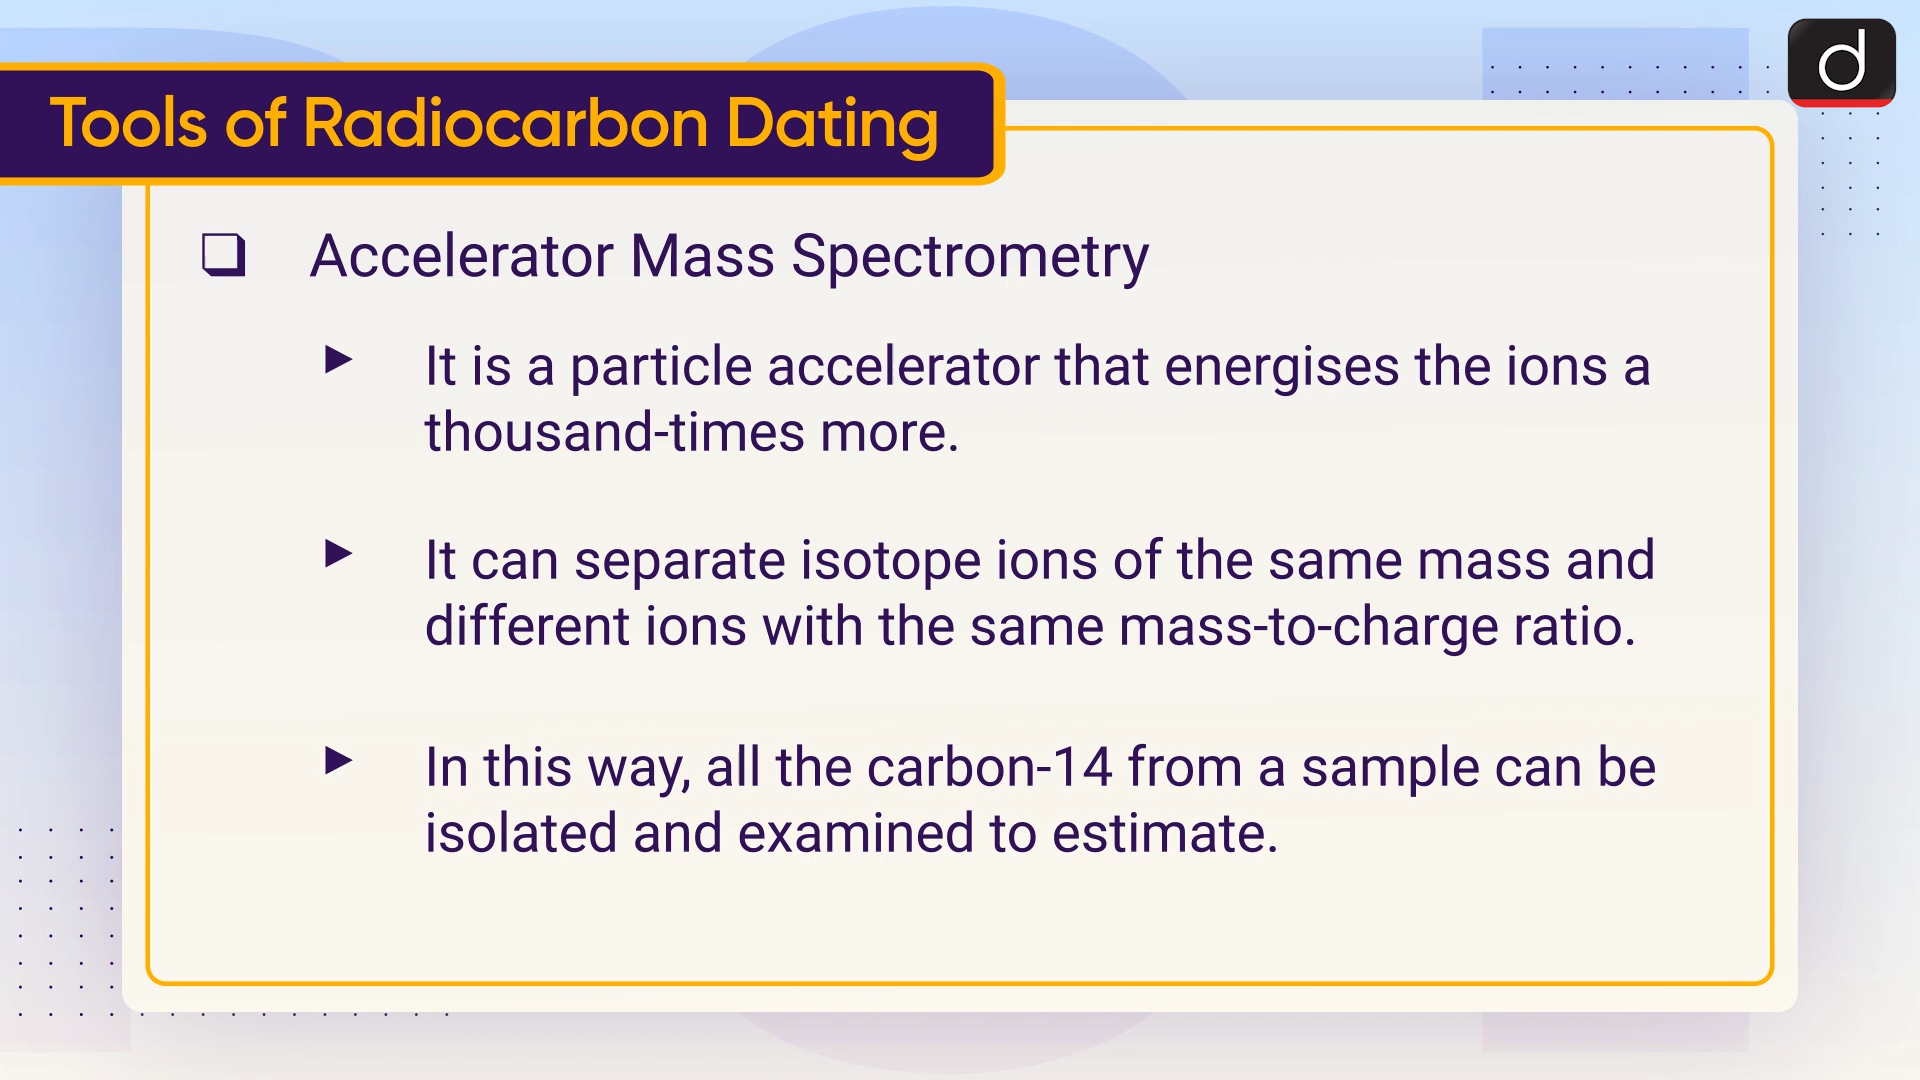 d
Tools of Radiocarbon Dating
❑ Accelerator Mass Spectrometry
► It is a particle accelerator that energises the ions a
thousand-times more.
► It can separate isotope ions of the same mass and
different ions with the same mass-to-charge ratio.
► In this way, all the carbon-14 from a sample can be
isolated and examined to estimate.